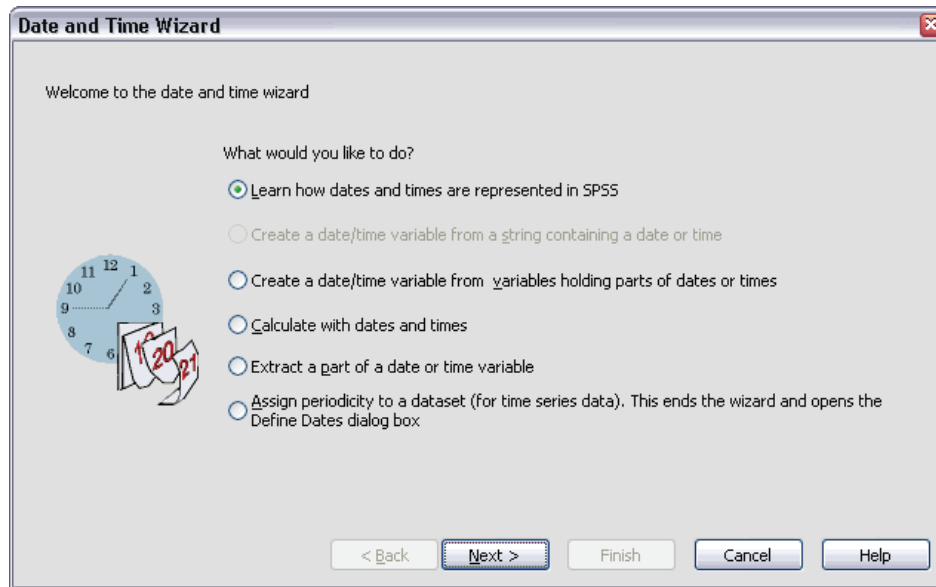 Date and Time Wizard
Welcome to the date and time wizard
What would you like to do?
Learn how dates and times are represented in SPSS
Create a date/time variable from a string containing a date or time
Create a date/time variable from variables holding parts of dates or times
Calculate with dates and times
Extract a part of a date or time variable
Assign periodicity to a dataset (for time series data). This ends the wizard and opens the
Define Dates dialog box
11 12 1
10 2
9 3
8
7 6
20
21
< Back Next > Finish Cancel Help